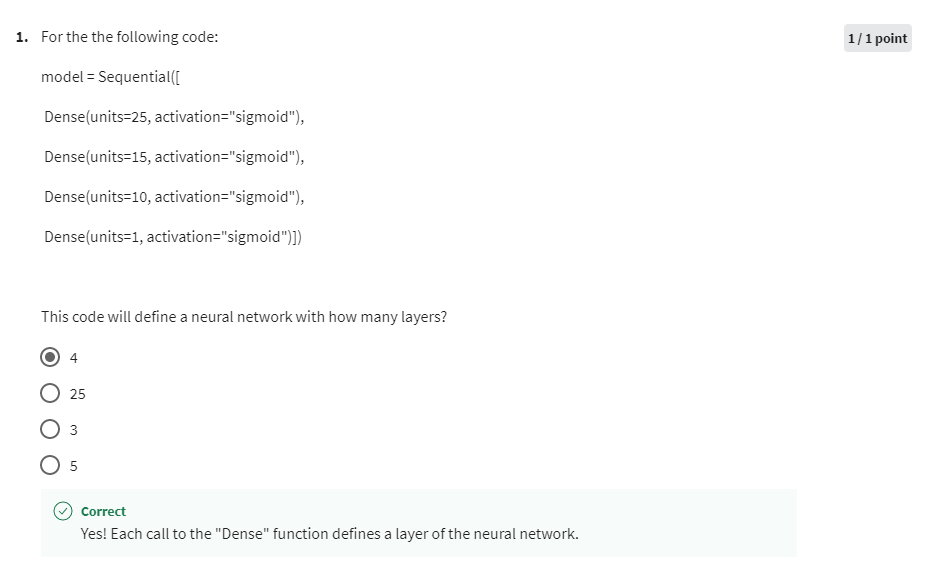 1. For the the following code:
1 / 1 point
model = Sequential([
Dense(units=25, activation="sigmoid"),
Dense(units=15, activation="sigmoid"),
Dense(units=10, activation="sigmoid"),
Dense(units=1, activation="sigmoid")])
This code will define a neural network with how many layers?
4
25
3
5
Correct
Yes! Each call to the "Dense" function defines a layer of the neural network.